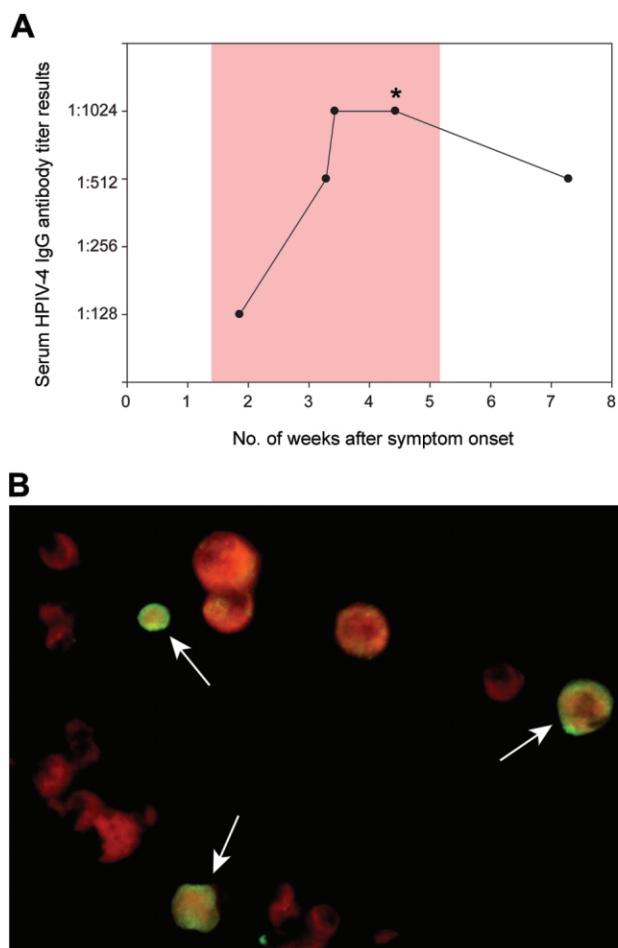 A
Serum HPIV-4 IgG antibody titer results
1:1024
1:512
1:256
1:128
*
0 1 2 3 4 5 6 7 8
No. of weeks after symptom onset
B